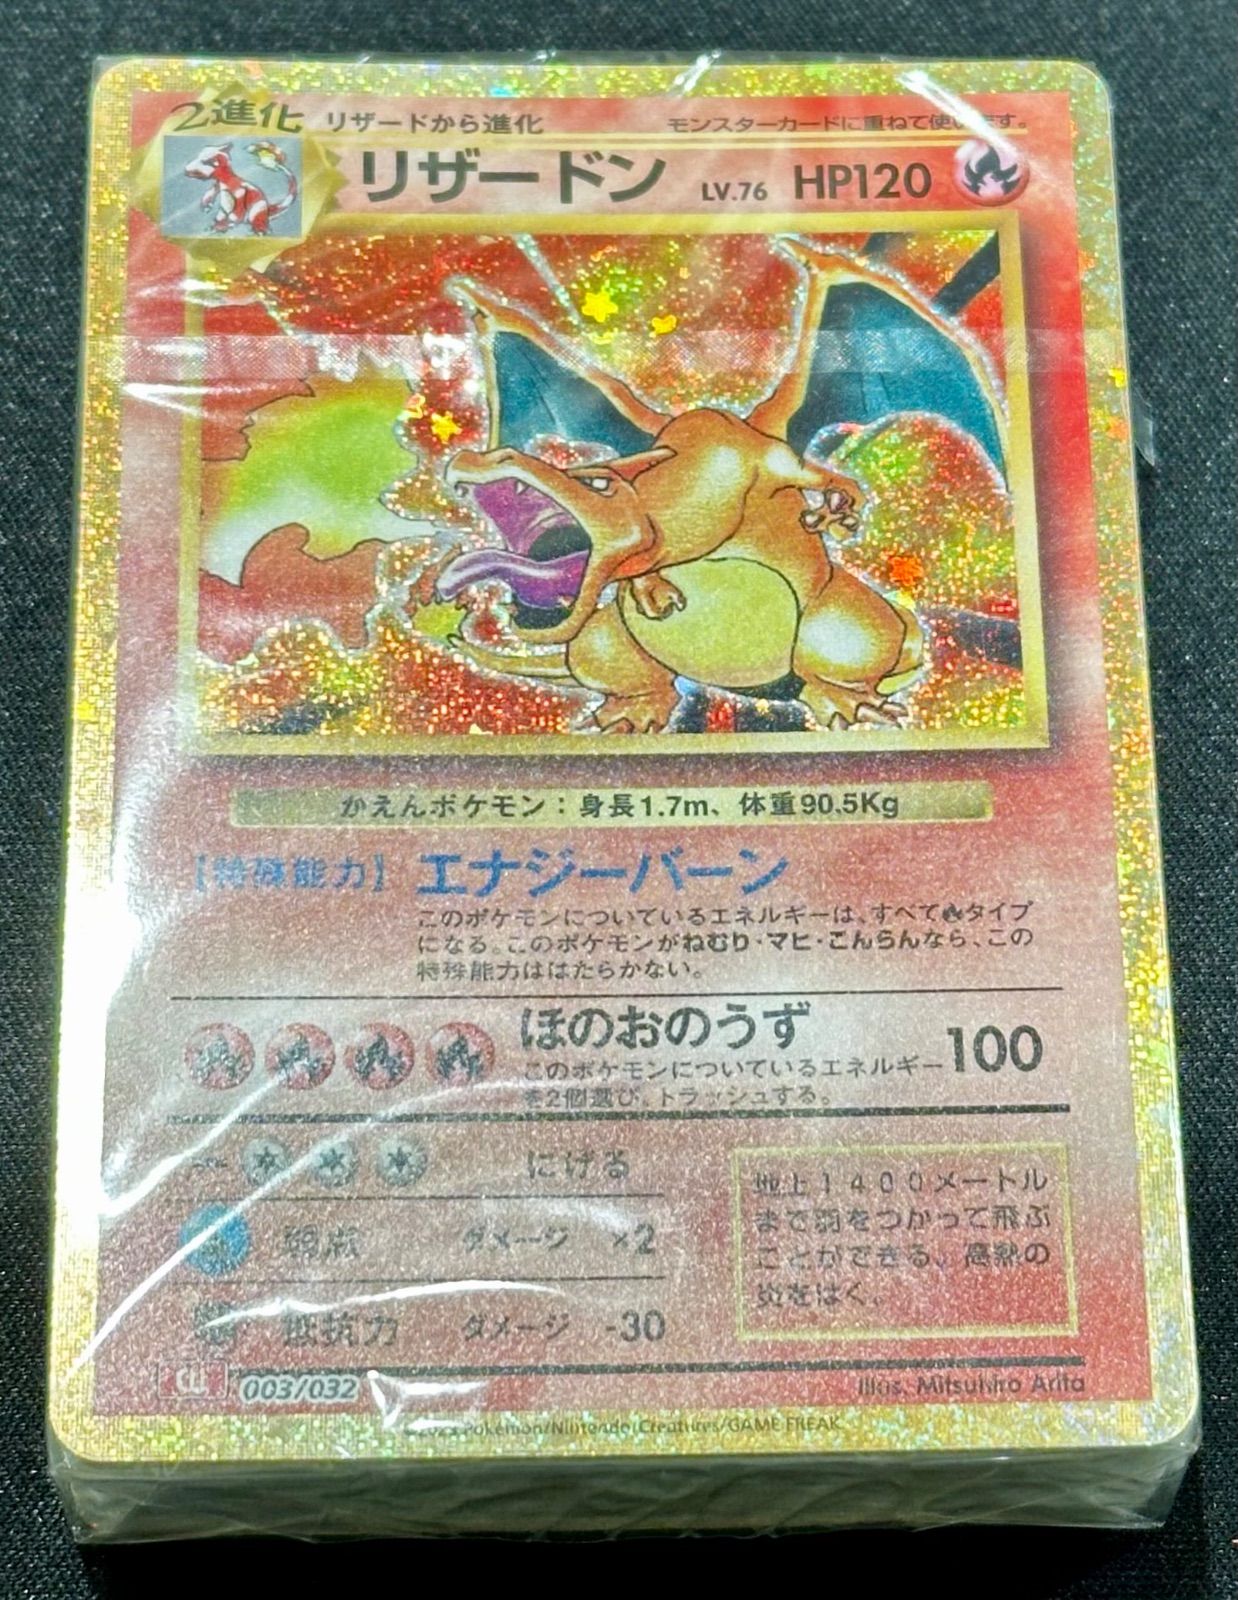 2進化 リザードから進化 モンスターカードに重ねて使います。
リザードン LV.76 HP120
かえんポケモン：身長1.7m、体重90.5Kg
【特殊能力】 エナジーバーン
このポケモンについているエネルギーは、すべてタイプ
になる。このポケモンがねむり・マヒ・こんらんなら、この
特殊能力ははたらかない。
ほのおのうず 100
このポケモンについているエネルギー
を2個選び、トラッシュする。
にげる
弱点 ダメージ ×2
抵抗力 ダメージ -30
地上1400メートル
まで羽をつかって飛ぶ
ことができる。高熱の
炎をはく。
003/032
Illus. Mitsuhiro Arita
Pokémon/Nintendo/Creatures/GAME FREAK